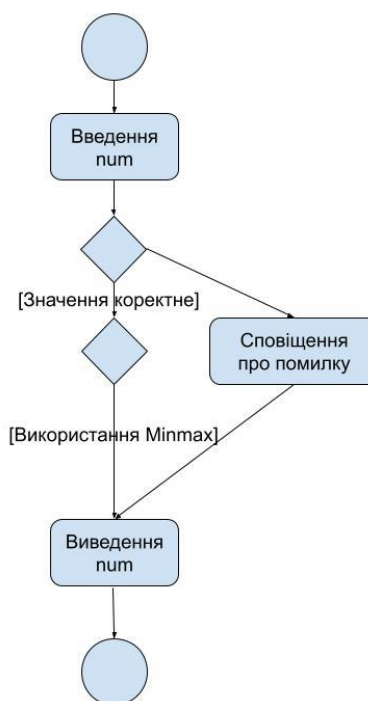 Введення
num
[Значення коректне]
Сповіщення
про помилку
[Використання Minmax]
Виведення
num